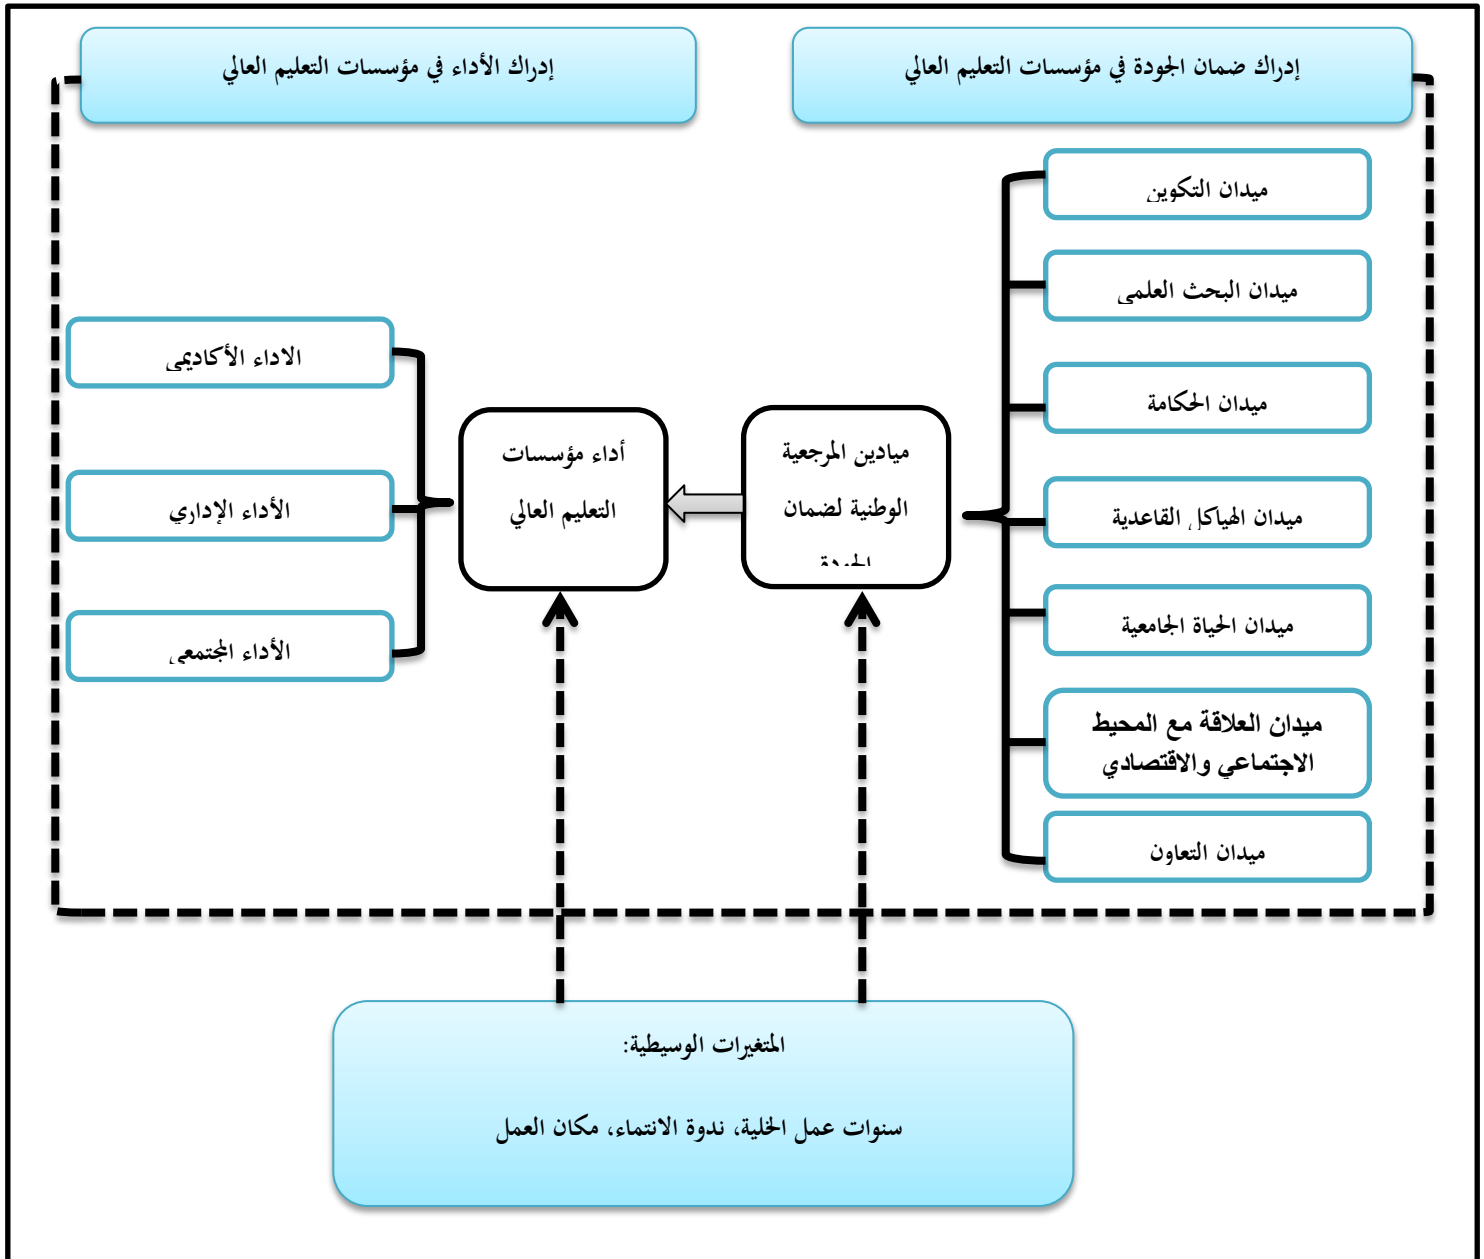 إدراك ضمان الجودة في مؤسسات التعليم العالي
إدراك الأداء في مؤسسات التعليم العالي
ميدان التكوين
ميدان البحث العلمي
ميدان الحكامة
ميدان الهياكل القاعدية
ميدان الحياة الجامعية
ميدان العلاقة مع المحيط
الاجتماعي والاقتصادي
ميدان التعاون
ميادين المرجعية
الوطنية لضمان
الجودة
أداء مؤسسات
التعليم العالي
الاداء الأكاديمي
الأداء الإداري
الأداء المجتمعي
المتغيرات الوسيطية:
سنوات عمل الخلية، ندوة الانتماء، مكان العمل